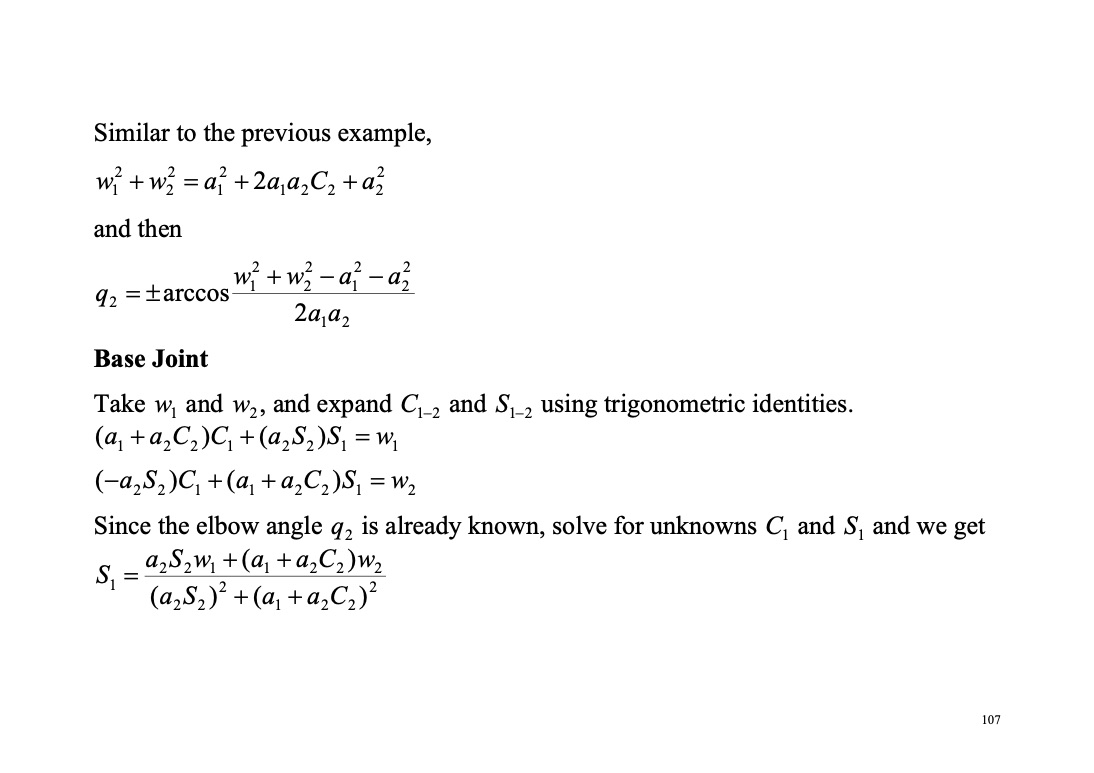 Similar to the previous example,
w₁² + w₂² = a₁² + 2a₁a₂C₂ + a₂²
and then
q₂ = ±arccos (w₁² + w₂² − a₁² − a₂²) / (2a₁a₂)
Base Joint
Take w₁ and w₂, and expand C₁₋₂ and S₁₋₂ using trigonometric identities.
(a₁ + a₂C₂)C₁ + (a₂S₂)S₁ = w₁
(−a₂S₂)C₁ + (a₁ + a₂C₂)S₁ = w₂
Since the elbow angle q₂ is already known, solve for unknowns C₁ and S₁ and we get
S₁ = (a₂S₂w₁ + (a₁ + a₂C₂)w₂) / ((a₂S₂)² + (a₁ + a₂C₂)²)
107